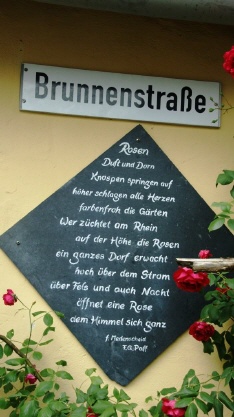 Brunnenstraße
Rosen
Duft und Dorn
Knospen springen auf
höher schlagen alle Herzen
farbenfroh die Gärten
Wer züchtet am Rhein
auf der Höhe die Rosen
ein ganzes Dorf erwacht
hoch über dem Strom
über Fels und auch Nacht
öffnet eine Rose
dem Himmel sich ganz
f. Medenscheid